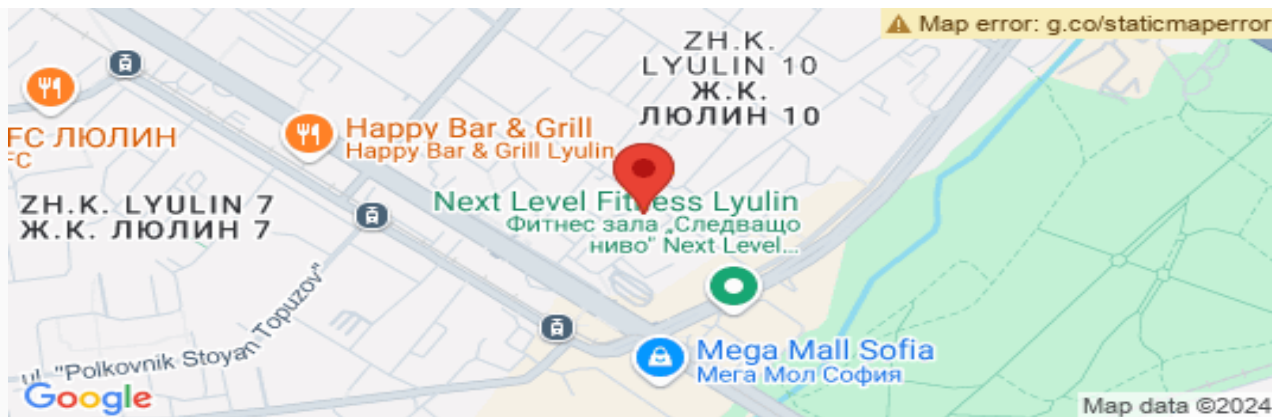 Map error: g.co/staticmaperror
ZH.K.
LYULIN 10
Ж.К.
ЛЮЛИН 10
FC ЛЮЛИН
FC
Happy Bar & Grill
Happy Bar & Grill Lyulin
ZH.K. LYULIN 7
Ж.К. ЛЮЛИН 7
Next Level Fitness Lyulin
Фитнес зала „Следващо
ниво" Next Level...
ul. "Polkovnik Stoyan Topuzov"
Mega Mall Sofia
Мега Мол София
Google
Map data ©2024